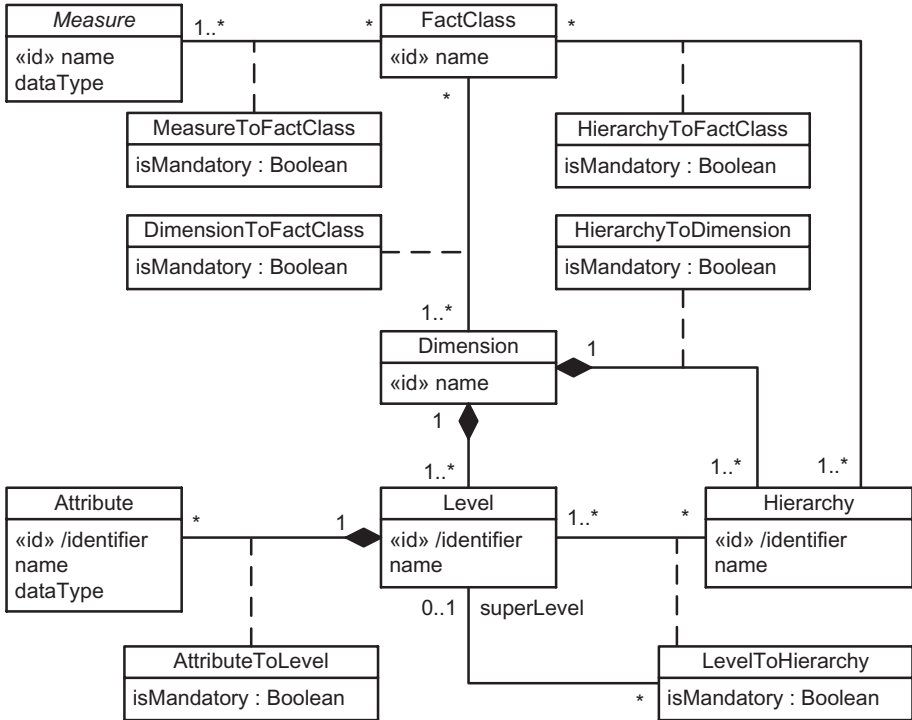 Measure
«id» name
dataType
1..*
*
FactClass
«id» name
*
*
MeasureToFactClass
isMandatory : Boolean
HierarchyToFactClass
isMandatory : Boolean
DimensionToFactClass
isMandatory : Boolean
HierarchyToDimension
isMandatory : Boolean
1..*
Dimension
«id» name
1
1
1..*
1..*
1..*
Attribute
«id» /identifier
name
dataType
*
1
Level
«id» /identifier
name
1..*
*
Hierarchy
«id» /identifier
name
0..1
superLevel
AttributeToLevel
isMandatory : Boolean
*
LevelToHierarchy
isMandatory : Boolean